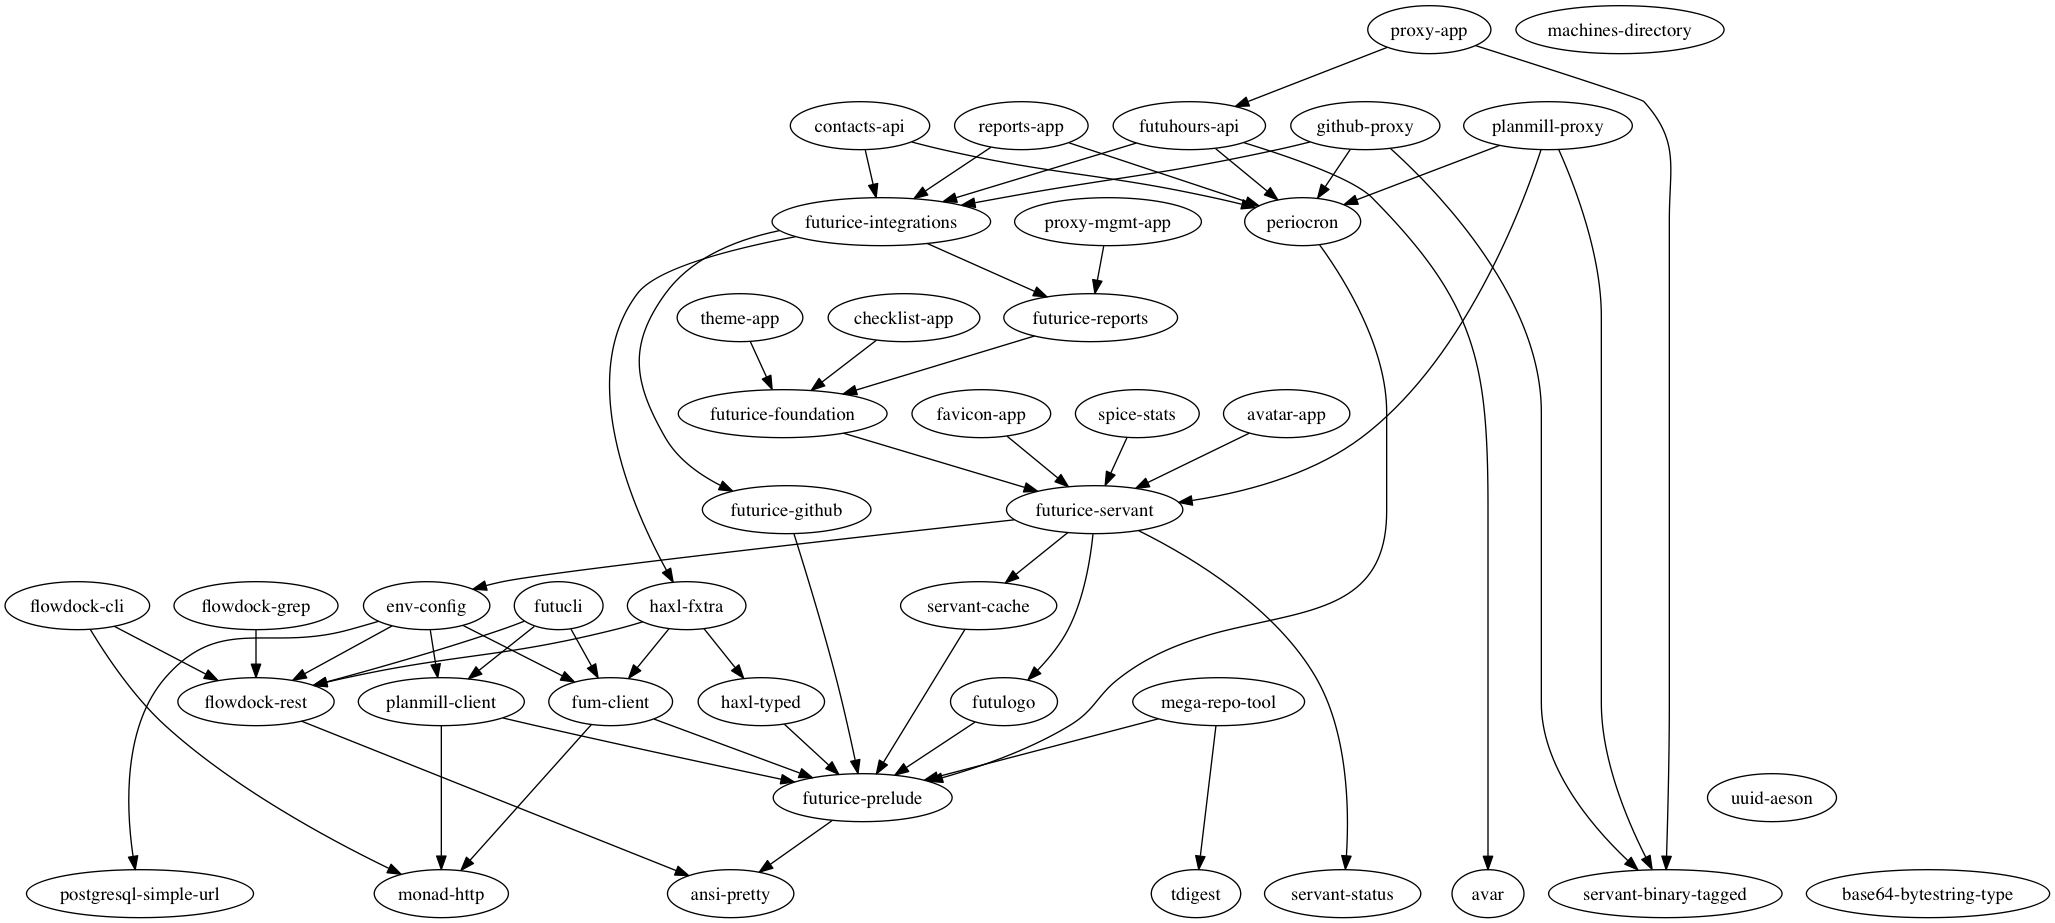 proxy-app
machines-directory
contacts-api
reports-app
futuhours-api
github-proxy
planmill-proxy
futurice-integrations
proxy-mgmt-app
periocron
theme-app
checklist-app
futurice-reports
futurice-foundation
favicon-app
spice-stats
avatar-app
futurice-github
futurice-servant
flowdock-cli
flowdock-grep
env-config
futucli
haxl-fxtra
servant-cache
flowdock-rest
planmill-client
fum-client
haxl-typed
futulogo
mega-repo-tool
futurice-prelude
uuid-aeson
postgresql-simple-url
monad-http
ansi-pretty
tdigest
servant-status
avar
servant-binary-tagged
base64-bytestring-type